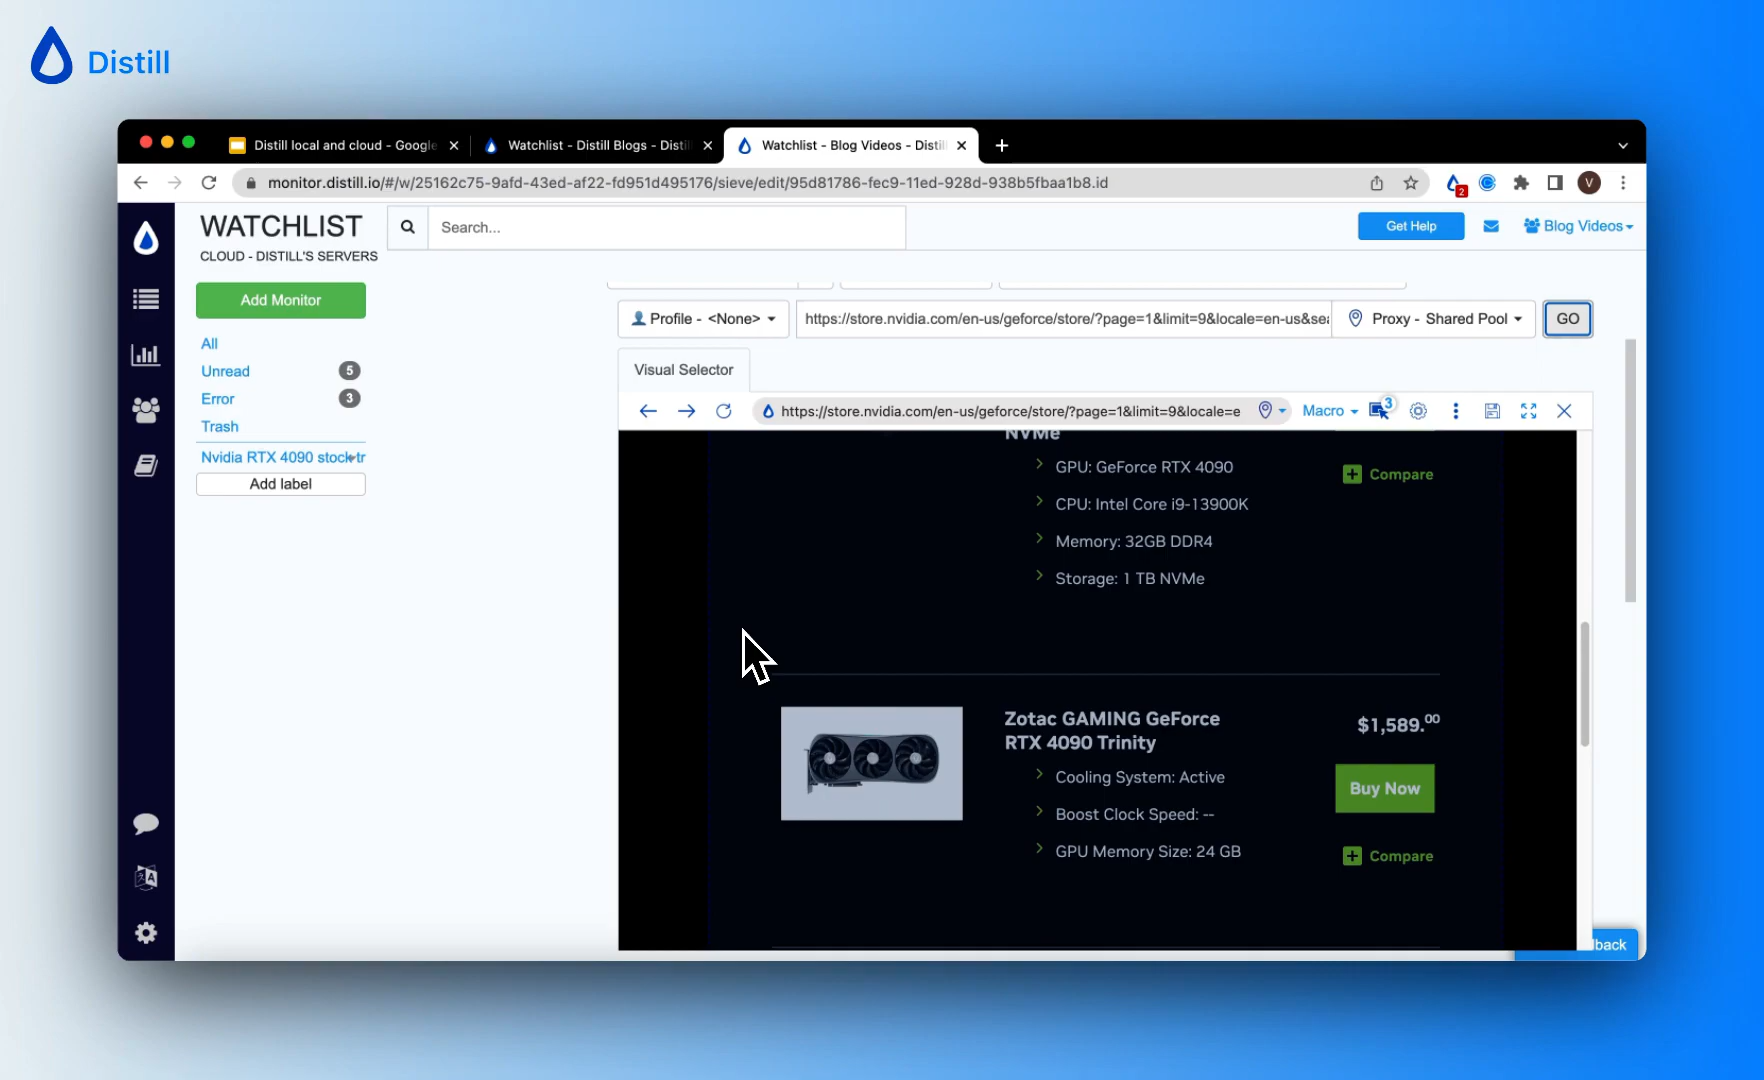 Distill
Distill local and cloud - Google
Watchlist - Distill Blogs - Distil
Watchlist - Blog Videos - Distill
monitor.distill.io/#/w/25162c75-9afd-43ed-af22-fd951d495176/sieve/edit/95d81786-fec9-11ed-928d-938b5fbaa1b8.id
2
V
WATCHLIST
CLOUD - DISTILL'S SERVERS
Search...
Get Help
Blog Videos
Add Monitor
All
Unread 5
Error 3
Trash
Nvidia RTX 4090 stock tr
Add label
Profile - <None>
https://store.nvidia.com/en-us/geforce/store/?page=1&limit=9&locale=en-us&sea
Proxy - Shared Pool
GO
Visual Selector
https://store.nvidia.com/en-us/geforce/store/?page=1&limit=9&locale=e
Macro
3
NVMe
GPU: GeForce RTX 4090
Compare
CPU: Intel Core i9-13900K
Memory: 32GB DDR4
Storage: 1 TB NVMe
Zotac GAMING GeForce
RTX 4090 Trinity
$1,589.00
Cooling System: Active
Buy Now
Boost Clock Speed: --
GPU Memory Size: 24 GB
Compare
back